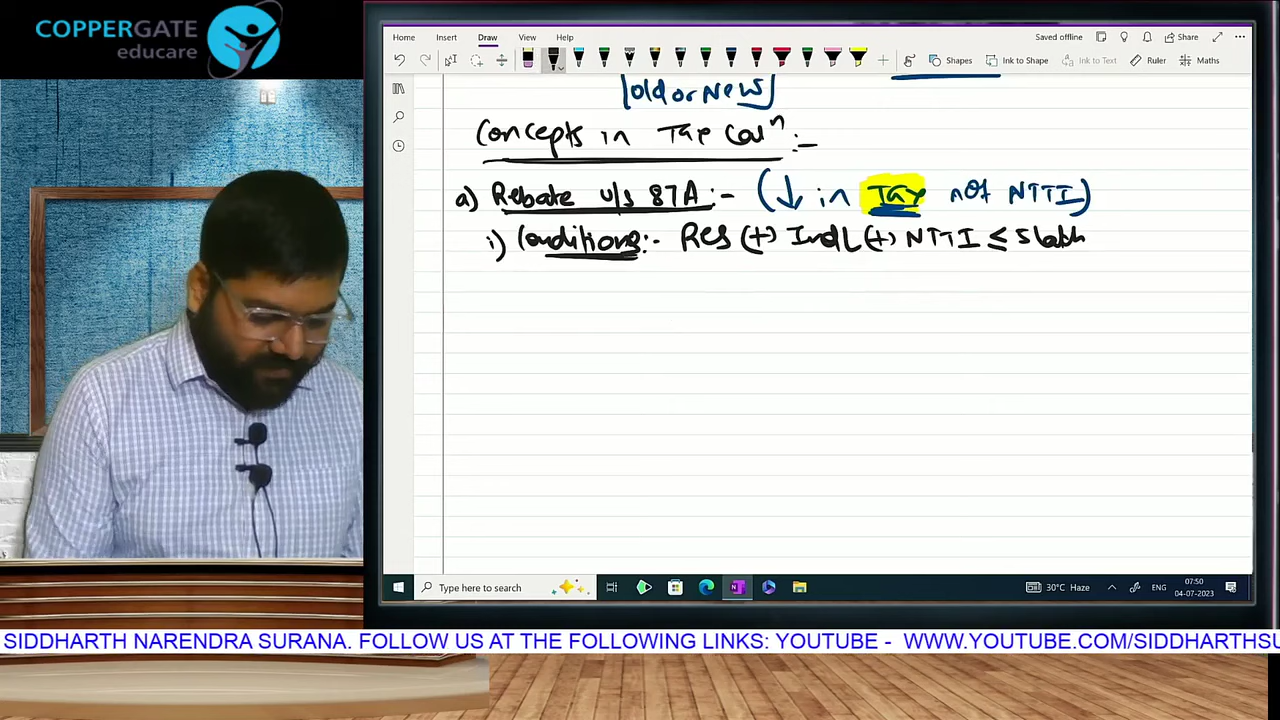 COPPERGATE
educare
Home Insert Draw View Help
Saved offline
Share
Shapes
Ink to Shape
Ink to Text
Ruler
Maths
[old or New]
Concepts in Tax Calⁿ :-
a) Rebate u/s 87A :- (↓ in Tax not NTTI)
i) Conditions :- Res (+) Indl (+) NTTI ≤ 5 lakh
Type here to search
30°C Haze
ENG
07:50
04-07-2023
SIDDHARTH NARENDRA SURANA. FOLLOW US AT THE FOLLOWING LINKS: YOUTUBE - WWW.YOUTUBE.COM/SIDDHARTHSU